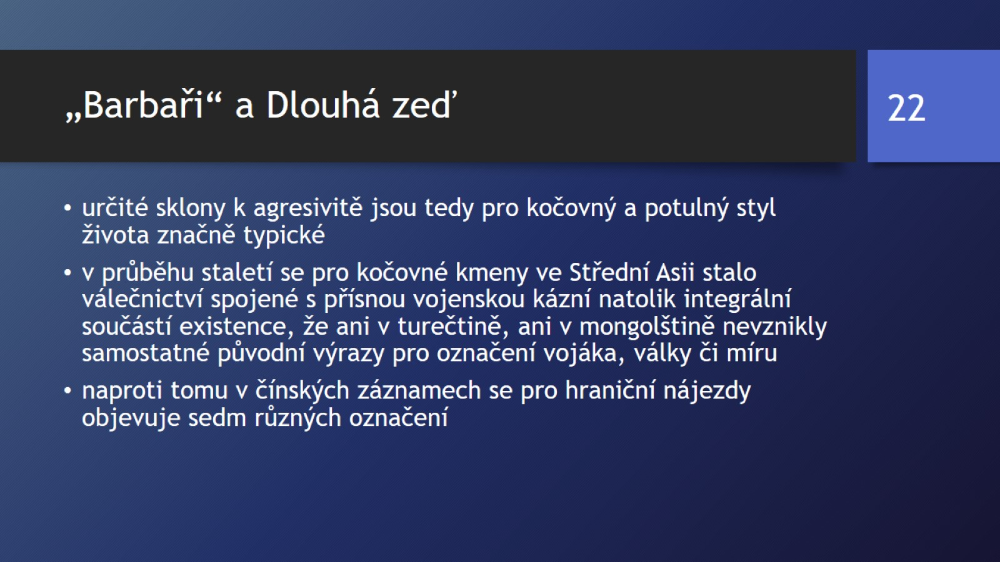 „Barbaři“ a Dlouhá zeď
22
• určité sklony k agresivitě jsou tedy pro kočovný a potulný styl
života značně typické
• v průběhu staletí se pro kočovné kmeny ve Střední Asii stalo
válečnictví spojené s přísnou vojenskou kázní natolik integrální
součástí existence, že ani v turečtině, ani v mongolštině nevznikly
samostatné původní výrazy pro označení vojáka, války či míru
• naproti tomu v čínských záznamech se pro hraniční nájezdy
objevuje sedm různých označení